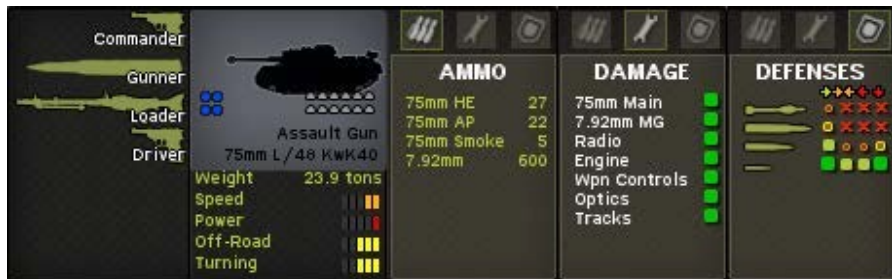 Commander
Gunner
Loader
Driver
Assault Gun
75mm L/48 KwK40
Weight 23.9 tons
Speed
Power
Off-Road
Turning
AMMO
75mm HE 27
75mm AP 22
75mm Smoke 5
7.92mm 600
DAMAGE
75mm Main
7.92mm MG
Radio
Engine
Wpn Controls
Optics
Tracks
DEFENSES